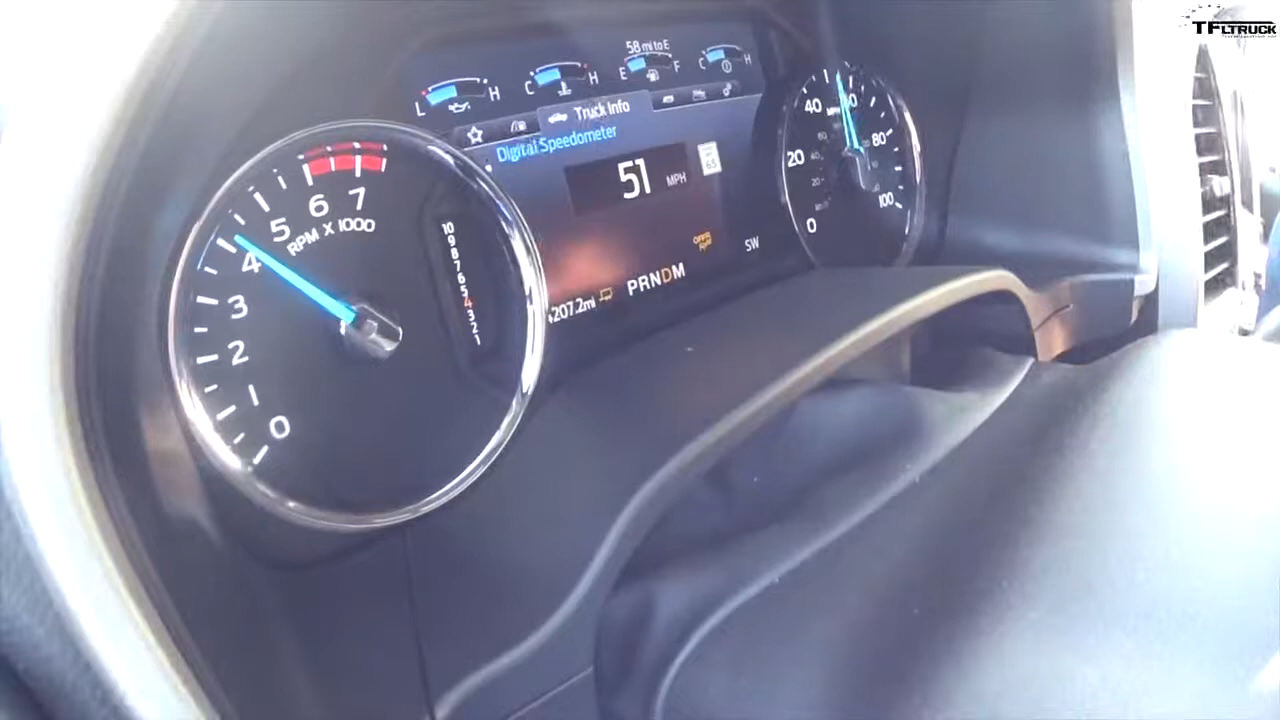 TFLTRUCK
58 mi to E
L H
C H
E F
C H
Truck Info
Digital Speedometer
51 MPH
65
SW
PRNDM
207.2mi
0 1 2 3 4 5 6 7
RPM X 1000
10
9
8
7
6
5
4
3
2
1
0 20 40 60 80 100
MPH